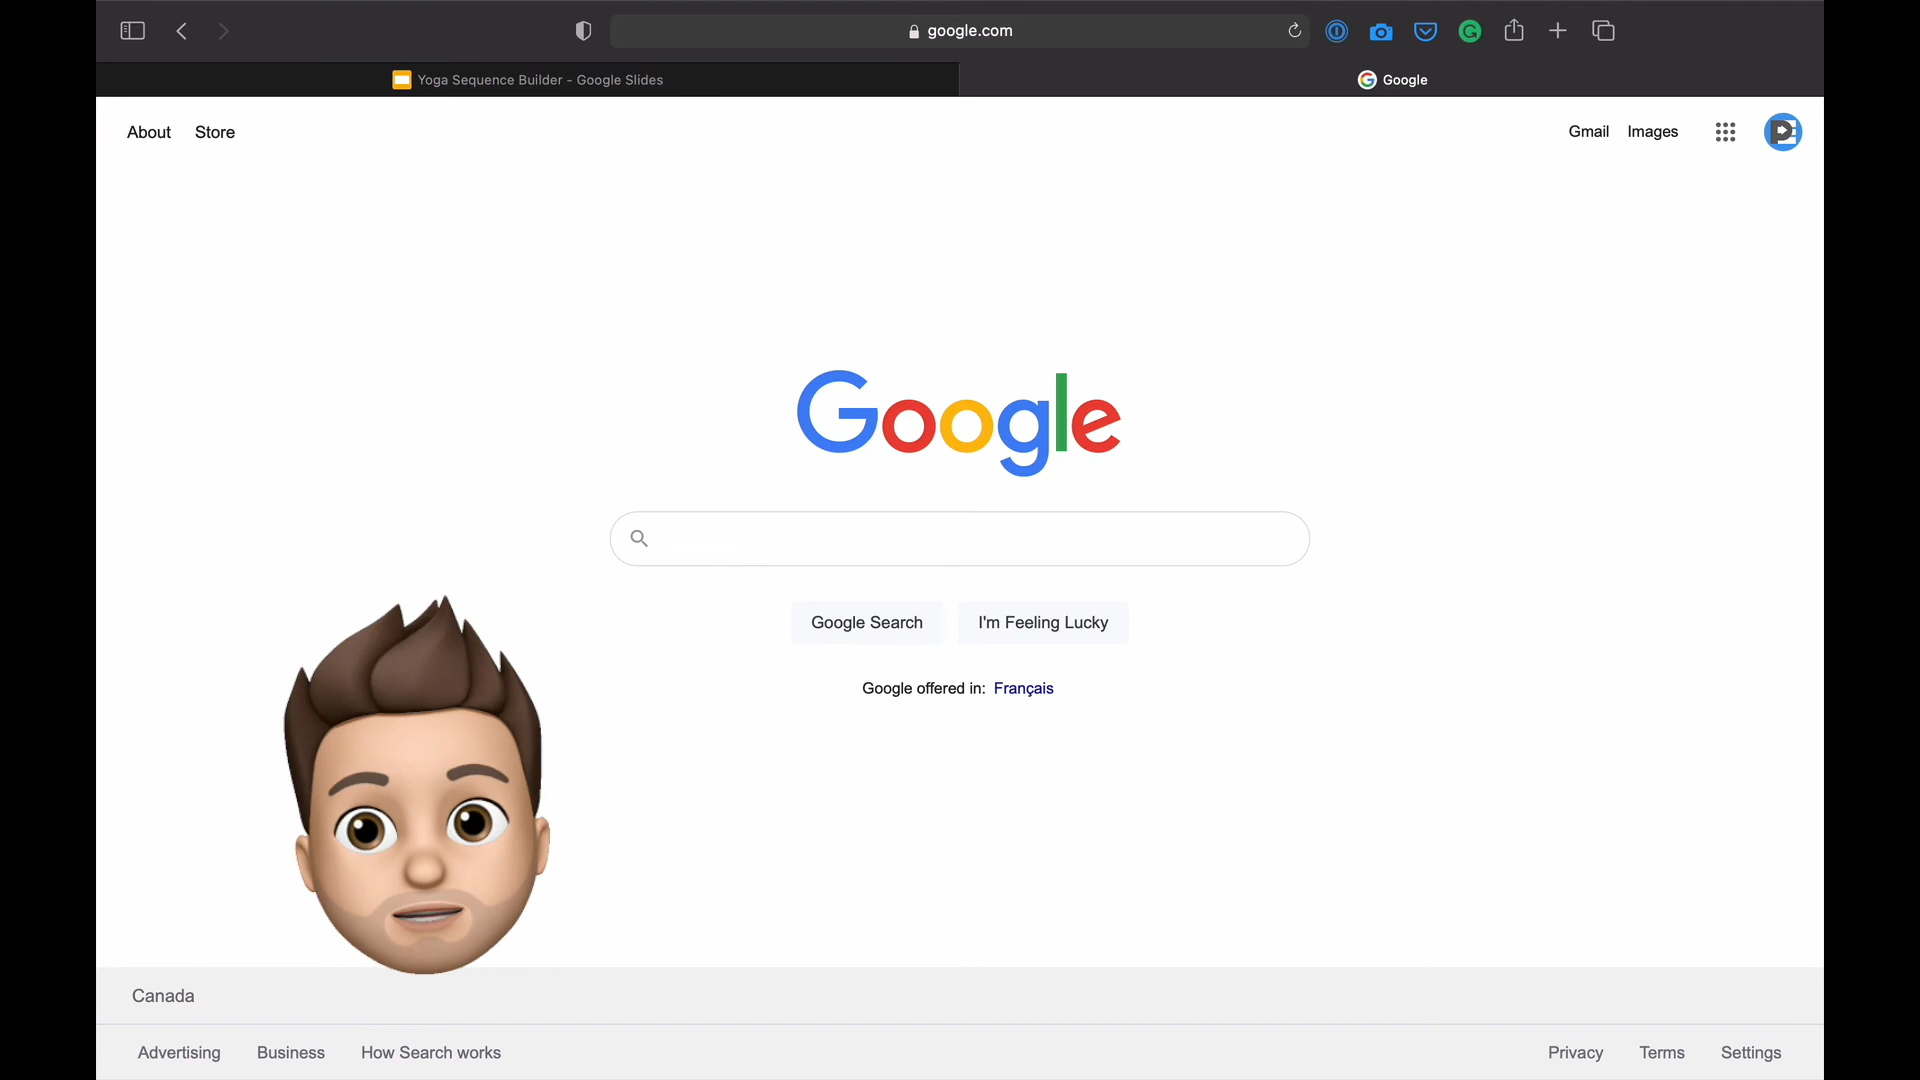 google.com
Yoga Sequence Builder - Google Slides
Google
About Store
Gmail Images
Google
Google Search
I'm Feeling Lucky
Google offered in: Français
Canada
Advertising Business How Search works
Privacy Terms Settings